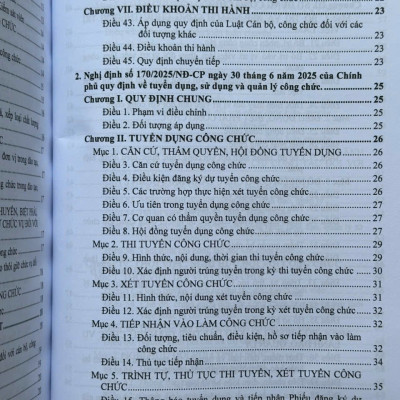 Chương VII. ĐIỀU KHOẢN THI HÀNH ... 23
Điều 43. Áp dụng quy định của Luật Cán bộ, công chức đối với các
đối tượng khác ... 23
Điều 44. Điều khoản thi hành ... 23
Điều 45. Quy định chuyển tiếp ... 23
2. Nghị định số 170/2025/NĐ-CP ngày 30 tháng 6 năm 2025 của Chính
phủ quy định về tuyển dụng, sử dụng và quản lý công chức. ... 25
Chương I. QUY ĐỊNH CHUNG ... 25
Điều 1. Phạm vi điều chỉnh ... 25
Điều 2. Đối tượng áp dụng ... 25
Chương II. TUYỂN DỤNG CÔNG CHỨC ... 26
Mục 1. CĂN CỨ, THẨM QUYỀN, HỘI ĐỒNG TUYỂN DỤNG ... 26
Điều 3. Căn cứ tuyển dụng công chức ... 26
Điều 4. Điều kiện đăng ký dự tuyển công chức ... 26
Điều 5. Các trường hợp thực hiện xét tuyển công chức ... 26
Điều 6. Ưu tiên trong tuyển dụng công chức ... 26
Điều 7. Cơ quan có thẩm quyền tuyển dụng công chức ... 27
Điều 8. Hội đồng tuyển dụng công chức ... 27
Mục 2. THI TUYỂN CÔNG CHỨC ... 29
Điều 9. Hình thức, nội dung, thời gian thi tuyển công chức ... 29
Điều 10. Xác định người trúng tuyển trong kỳ thi tuyển công chức ... 30
Mục 3. XÉT TUYỂN CÔNG CHỨC ... 31
Điều 11. Hình thức, nội dung xét tuyển công chức ... 31
Điều 12. Xác định người trúng tuyển trong kỳ xét tuyển công chức ... 31
Mục 4. TIẾP NHẬN VÀO LÀM CÔNG CHỨC ... 32
Điều 13. Đối tượng, tiêu chuẩn, điều kiện, hồ sơ tiếp nhận vào làm
công chức ... 32
Điều 14. Thủ tục tiếp nhận ... 34
Mục 5. TRÌNH TỰ, THỦ TỤC THI TUYỂN, XÉT TUYỂN CÔNG
CHỨC ... 35